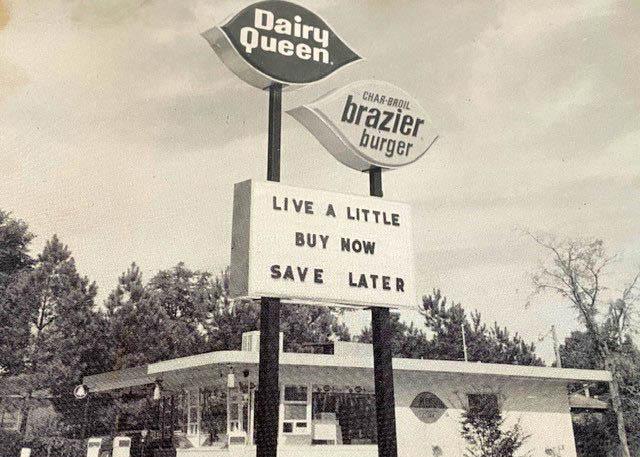 Dairy
Queen
CHAR-BROIL
brazier
burger
LIVE A LITTLE
BUY NOW
SAVE LATER